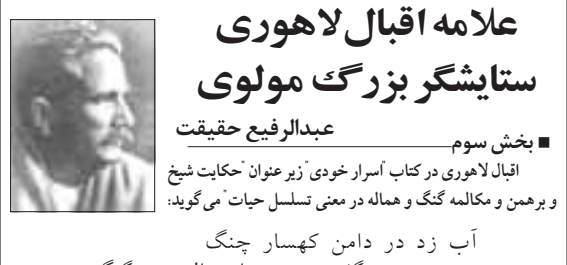 علامه اقبال لاهوری
ستایشگر بزرگ مولوی
عبدالرفیع حقیقت
■ بخش سوم
اقبال لاهوری در کتاب "اسرار خودی" زیر عنوان "حکایت شیخ
و برهمن و مکالمه گنگ و هماله در معنی تسلسل حیات" می‌گوید:
آب زد در دامن کهسار چنگ